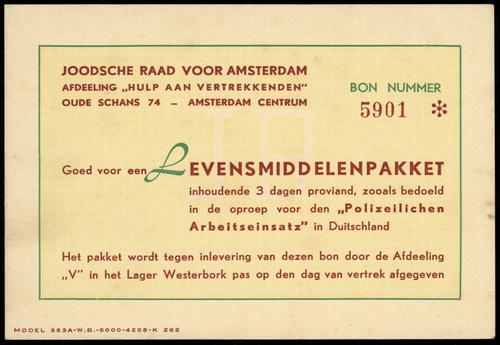 JOODSCHE RAAD VOOR AMSTERDAM
AFDEELING „HULP AAN VERTREKKENDEN"
OUDE SCHANS 74 – AMSTERDAM CENTRUM
BON NUMMER
5901 *
Goed voor een LEVENSMIDDELENPAKKET
inhoudende 3 dagen proviand, zooals bedoeld
in de oproep voor den „Polizeilichen
Arbeitseinsatz" in Duitschland
Het pakket wordt tegen inlevering van dezen bon door de Afdeeling
„V" in het Lager Westerbork pas op den dag van vertrek afgegeven
MODEL 383A-W.B.-5000-4258-K 262